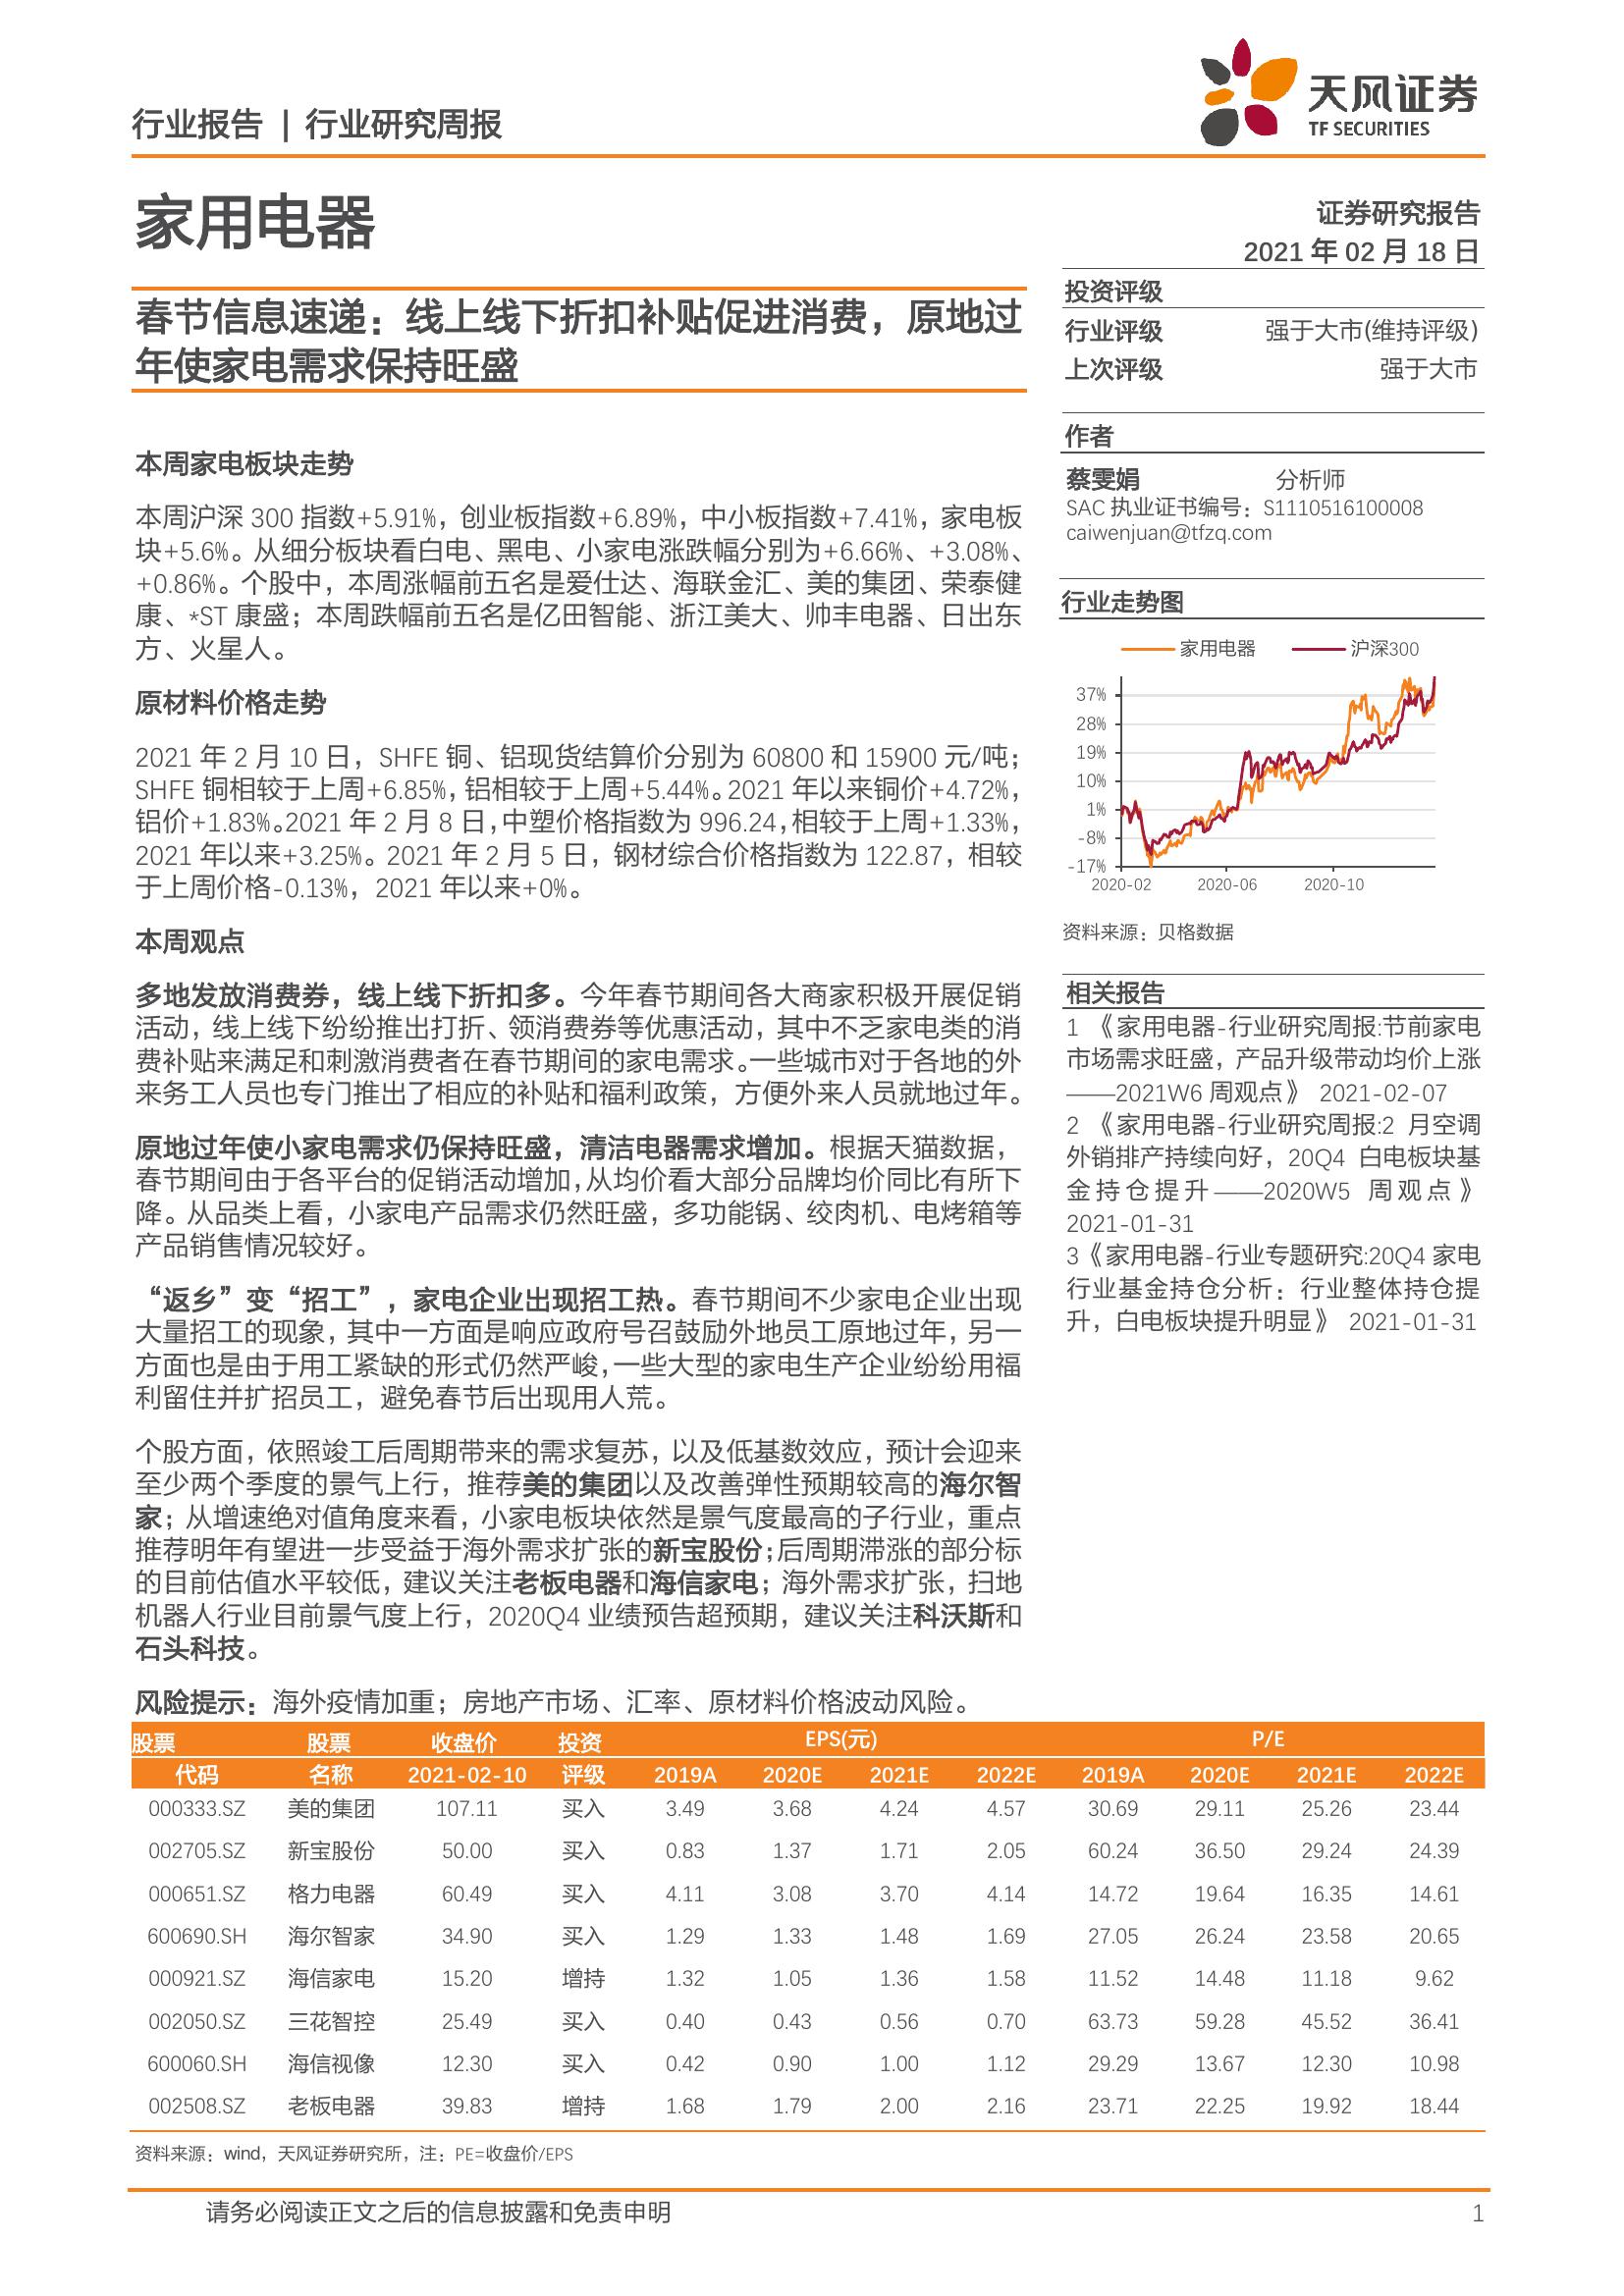 行业报告 | 行业研究周报
天风证券
TF SECURITIES
家用电器
证券研究报告
2021 年 02 月 18 日
春节信息速递：线上线下折扣补贴促进消费，原地过
年使家电需求保持旺盛
投资评级
行业评级 强于大市(维持评级)
上次评级 强于大市
作者
蔡雯娟 分析师
SAC 执业证书编号：S1110516100008
caiwenjuan@tfzq.com
行业走势图
家用电器 沪深300
37%
28%
19%
10%
1%
-8%
-17%
2020-02 2020-06 2020-10
资料来源：贝格数据
相关报告
1 《家用电器-行业研究周报:节前家电
市场需求旺盛，产品升级带动均价上涨
——2021W6 周观点》 2021-02-07
2 《家用电器-行业研究周报:2 月空调
外销排产持续向好，20Q4 白电板块基
金持仓提升——2020W5 周观点》
2021-01-31
3《家用电器-行业专题研究:20Q4 家电
行业基金持仓分析：行业整体持仓提
升，白电板块提升明显》 2021-01-31
本周家电板块走势
本周沪深 300 指数+5.91%，创业板指数+6.89%，中小板指数+7.41%，家电板
块+5.6%。从细分板块看白电、黑电、小家电涨跌幅分别为+6.66%、+3.08%、
+0.86%。个股中，本周涨幅前五名是爱仕达、海联金汇、美的集团、荣泰健
康、*ST 康盛；本周跌幅前五名是亿田智能、浙江美大、帅丰电器、日出东
方、火星人。
原材料价格走势
2021 年 2 月 10 日，SHFE 铜、铝现货结算价分别为 60800 和 15900 元/吨；
SHFE 铜相较于上周+6.85%，铝相较于上周+5.44%。2021 年以来铜价+4.72%，
铝价+1.83%。2021 年 2 月 8 日，中塑价格指数为 996.24，相较于上周+1.33%，
2021 年以来+3.25%。2021 年 2 月 5 日，钢材综合价格指数为 122.87，相较
于上周价格-0.13%，2021 年以来+0%。
本周观点
多地发放消费券，线上线下折扣多。今年春节期间各大商家积极开展促销
活动，线上线下纷纷推出打折、领消费券等优惠活动，其中不乏家电类的消
费补贴来满足和刺激消费者在春节期间的家电需求。一些城市对于各地的外
来务工人员也专门推出了相应的补贴和福利政策，方便外来人员就地过年。
原地过年使小家电需求仍保持旺盛，清洁电器需求增加。根据天猫数据，
春节期间由于各平台的促销活动增加，从均价看大部分品牌均价同比有所下
降。从品类上看，小家电产品需求仍然旺盛，多功能锅、绞肉机、电烤箱等
产品销售情况较好。
“返乡”变“招工”，家电企业出现招工热。春节期间不少家电企业出现
大量招工的现象，其中一方面是响应政府号召鼓励外地员工原地过年，另一
方面也是由于用工紧缺的形式仍然严峻，一些大型的家电生产企业纷纷用福
利留住并扩招员工，避免春节后出现用人荒。
个股方面，依照竣工后周期带来的需求复苏，以及低基数效应，预计会迎来
至少两个季度的景气上行，推荐美的集团以及改善弹性预期较高的海尔智
家；从增速绝对值角度来看，小家电板块依然是景气度最高的子行业，重点
推荐明年有望进一步受益于海外需求扩张的新宝股份；后周期滞涨的部分标
的目前估值水平较低，建议关注老板电器和海信家电；海外需求扩张，扫地
机器人行业目前景气度上行，2020Q4 业绩预告超预期，建议关注科沃斯和
石头科技。
风险提示：海外疫情加重；房地产市场、汇率、原材料价格波动风险。
股票 股票 收盘价 投资 EPS(元) P/E
代码 名称 2021-02-10 评级 2019A 2020E 2021E 2022E 2019A 2020E 2021E 2022E
000333.SZ 美的集团 107.11 买入 3.49 3.68 4.24 4.57 30.69 29.11 25.26 23.44
002705.SZ 新宝股份 50.00 买入 0.83 1.37 1.71 2.05 60.24 36.50 29.24 24.39
000651.SZ 格力电器 60.49 买入 4.11 3.08 3.70 4.14 14.72 19.64 16.35 14.61
600690.SH 海尔智家 34.90 买入 1.29 1.33 1.48 1.69 27.05 26.24 23.58 20.65
000921.SZ 海信家电 15.20 增持 1.32 1.05 1.36 1.58 11.52 14.48 11.18 9.62
002050.SZ 三花智控 25.49 买入 0.40 0.43 0.56 0.70 63.73 59.28 45.52 36.41
600060.SH 海信视像 12.30 买入 0.42 0.90 1.00 1.12 29.29 13.67 12.30 10.98
002508.SZ 老板电器 39.83 增持 1.68 1.79 2.00 2.16 23.71 22.25 19.92 18.44
资料来源：wind，天风证券研究所，注：PE=收盘价/EPS
请务必阅读正文之后的信息披露和免责申明 1